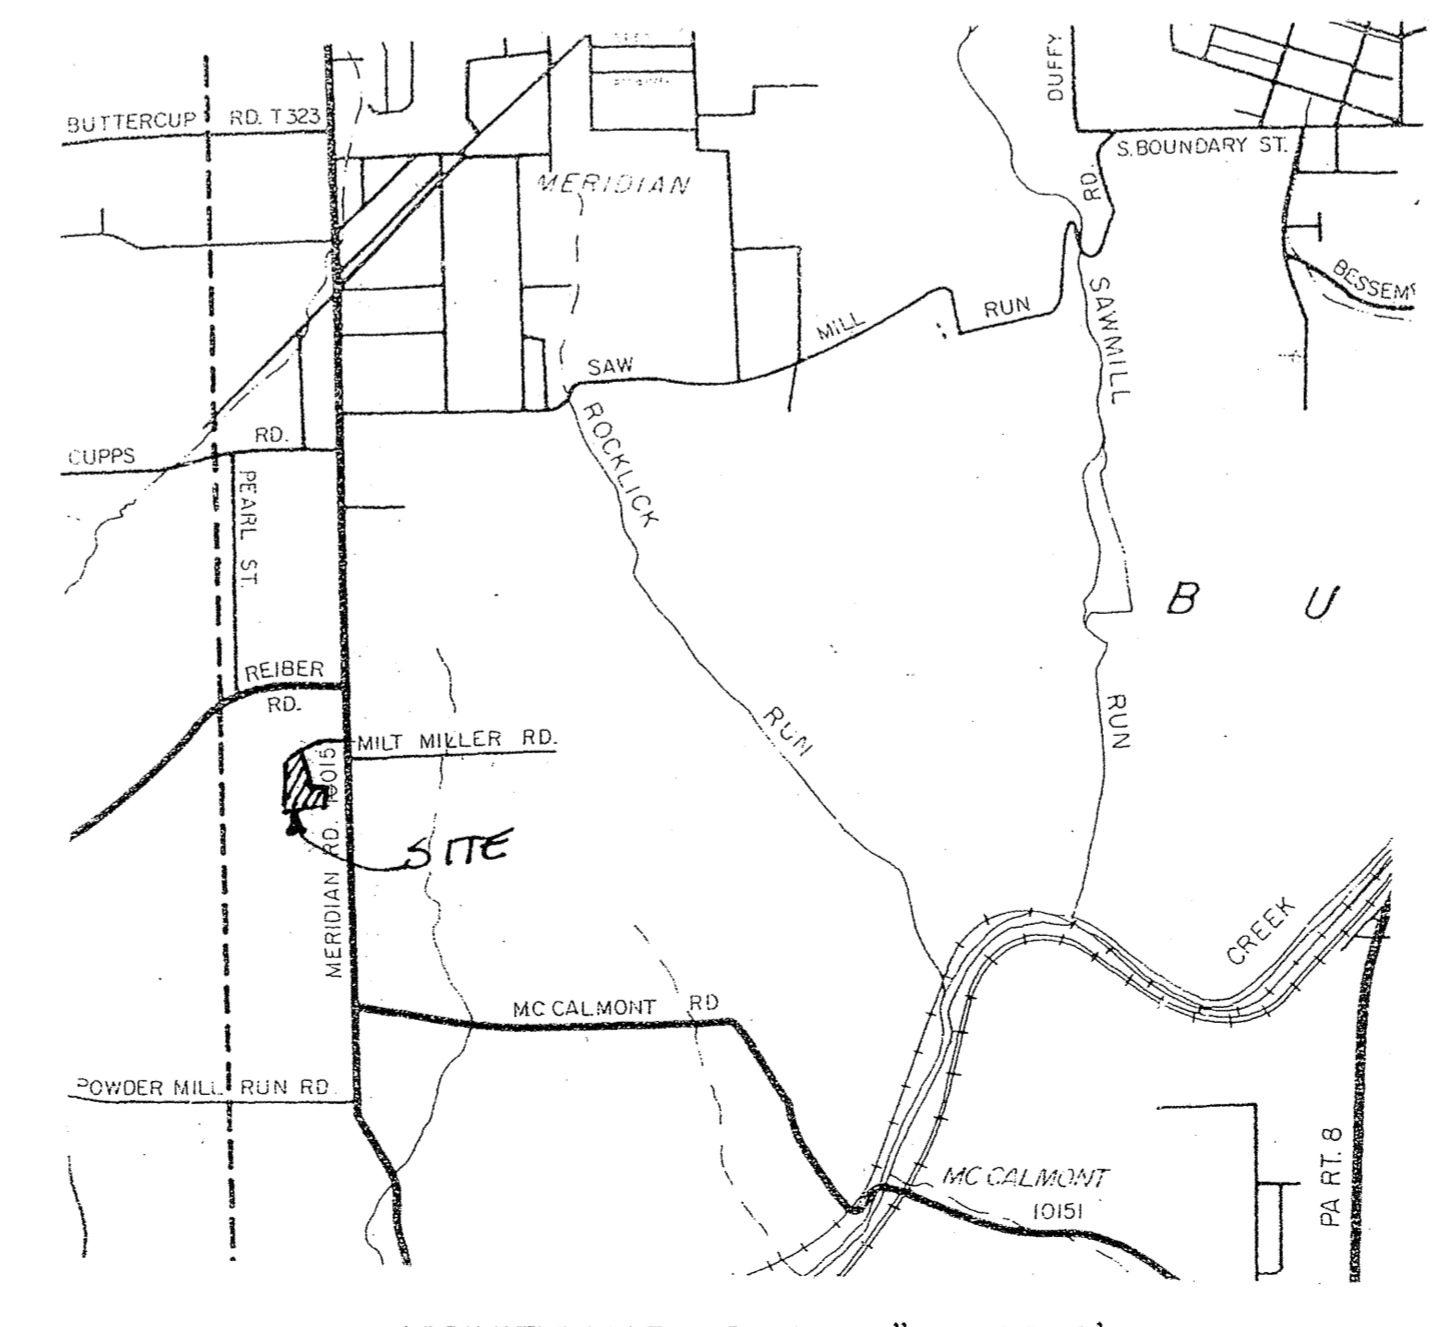 DUFFY
BUTTERCUP RD. T323
S. BOUNDARY ST.
MERIDIAN
RD.
BESSEM
SAW MILL RUN
SAWMILL
CUPPS RD.
ROCKLICK
PEARL ST.
B U
REIBER
RD.
RUN
RUN
MILT MILLER RD.
SITE
MERIDIAN RD. 10015
CREEK
MC CALMONT RD
POWDER MILL RUN RD.
MC CALMONT
10151
PA RT. 8